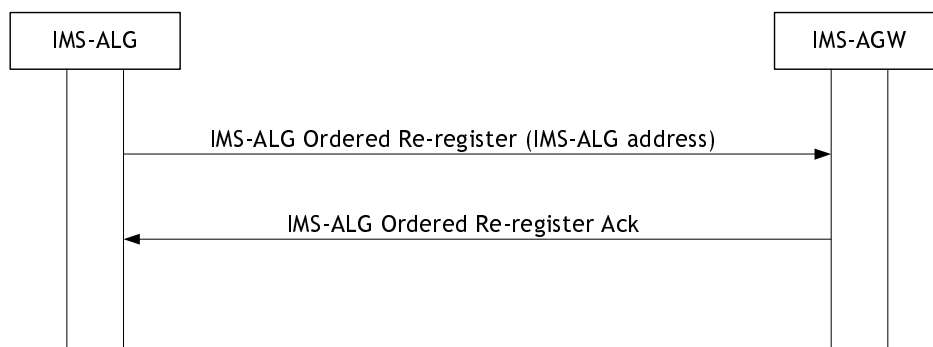 IMS-ALG
IMS-AGW
IMS-ALG Ordered Re-register (IMS-ALG address)
IMS-ALG Ordered Re-register Ack